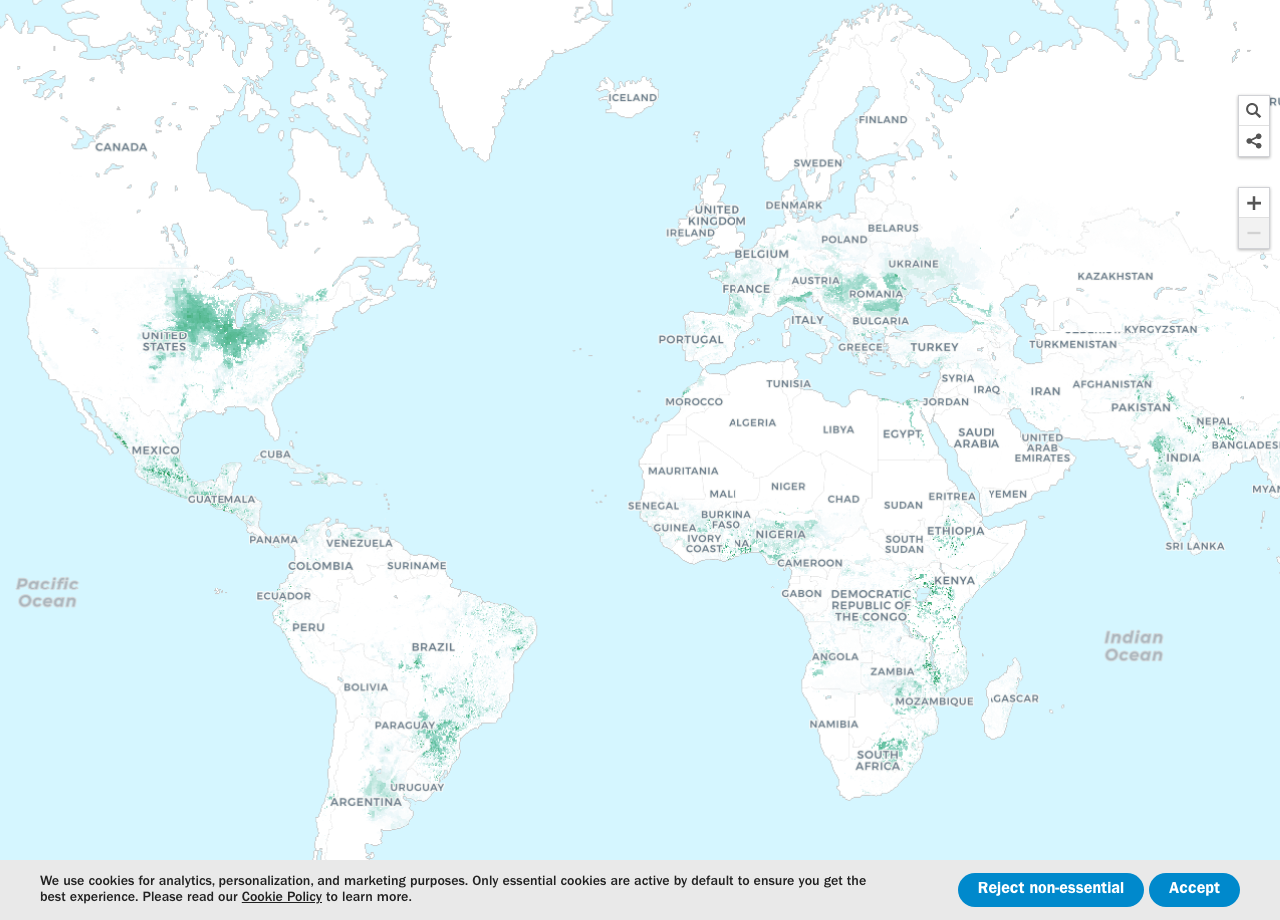 ICELAND
FINLAND
CANADA
SWEDEN
DENMARK
UNITED
KINGDOM
IRELAND
BELARUS
POLAND
BELGIUM
UKRAINE
KAZAKHSTAN
AUSTRIA
FRANCE
ROMANIA
ITALY
BULGARIA
KYRGYZSTAN
UNITED
STATES
PORTUGAL
GREECE
TURKEY
TURKMENISTAN
TUNISIA
SYRIA
IRAQ
IRAN
AFGHANISTAN
MOROCCO
JORDAN
PAKISTAN
ALGERIA
LIBYA
EGYPT
SAUDI
ARABIA
NEPAL
UNITED
ARAB
EMIRATES
BANGLADESH
MEXICO
CUBA
INDIA
MAURITANIA
NIGER
MALI
CHAD
SUDAN
ERITREA
YEMEN
MYAN
GUATEMALA
SENEGAL
BURKINA
FASO
GUINEA
NIGERIA
ETHIOPIA
IVORY
COAST
NA
PANAMA
VENEZUELA
SOUTH
SUDAN
SRI LANKA
COLOMBIA
SURINAME
CAMEROON
KENYA
Pacific
Ocean
ECUADOR
GABON
DEMOCRATIC
REPUBLIC OF
THE CONGO
PERU
BRAZIL
Indian
Ocean
ANGOLA
ZAMBIA
BOLIVIA
MOZAMBIQUE
GASCAR
PARAGUAY
NAMIBIA
SOUTH
AFRICA
URUGUAY
ARGENTINA
We use cookies for analytics, personalization, and marketing purposes. Only essential cookies are active by default to ensure you get the
best experience. Please read our Cookie Policy to learn more.
Reject non-essential
Accept